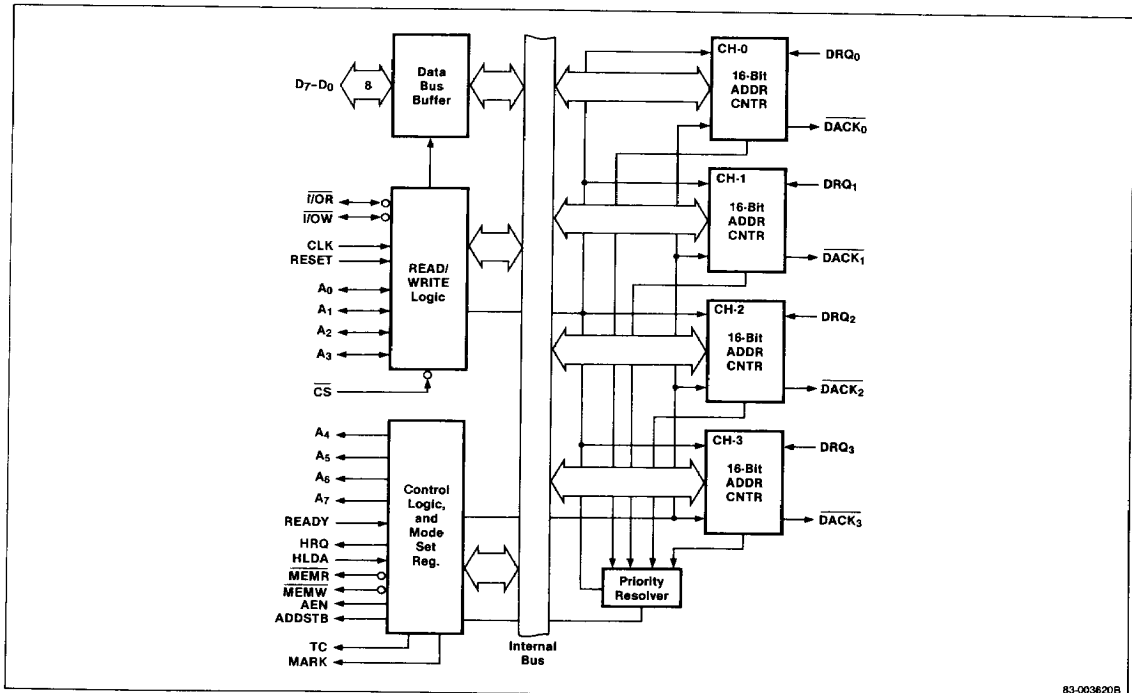 D7-D0
8
Data
Bus
Buffer
I/OR
I/OW
CLK
RESET
A0
A1
A2
A3
CS
READ/
WRITE
Logic
A4
A5
A6
A7
READY
HRQ
HLDA
MEMR
MEMW
AEN
ADDSTB
TC
MARK
Control
Logic,
and
Mode
Set
Reg.
Internal
Bus
CH-0
16-Bit
ADDR
CNTR
DRQ0
DACK0
CH-1
16-Bit
ADDR
CNTR
DRQ1
DACK1
CH-2
16-Bit
ADDR
CNTR
DRQ2
DACK2
CH-3
16-Bit
ADDR
CNTR
DRQ3
DACK3
Priority
Resolver
83-003620B